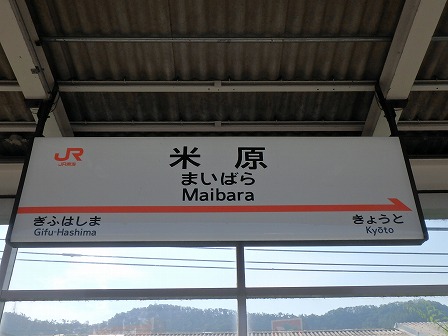 JR
JR東海
米原
まいばら
Maibara
ぎふはしま
Gifu-Hashima
きょうと
Kyōto